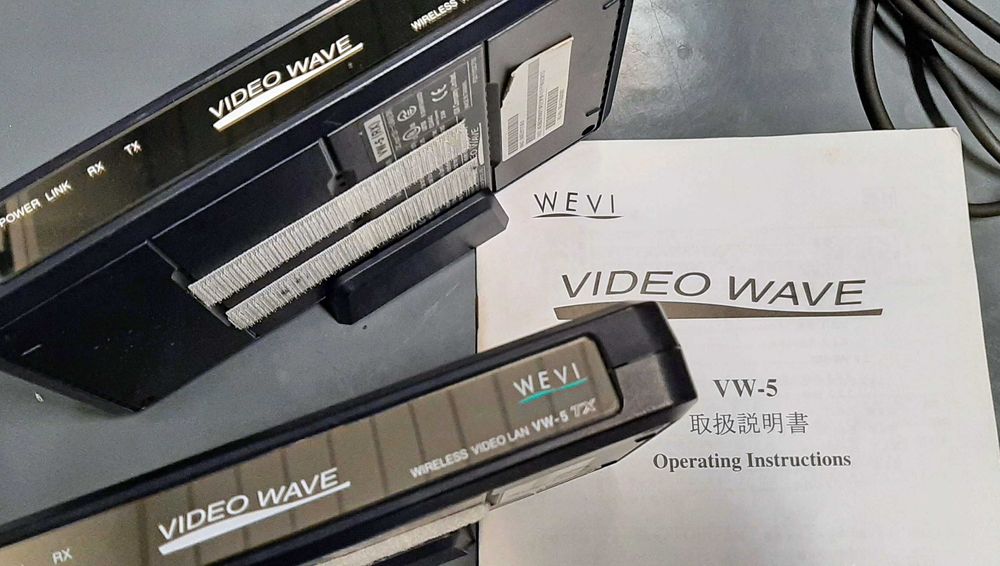 VIDEO WAVE
WIRELESS
POWER LINK RX TX
WEVI
VIDEO WAVE
VW-5
取扱説明書
Operating Instructions
WEVI
WIRELESS VIDEO LAN VW-5 TX
VIDEO WAVE
RX